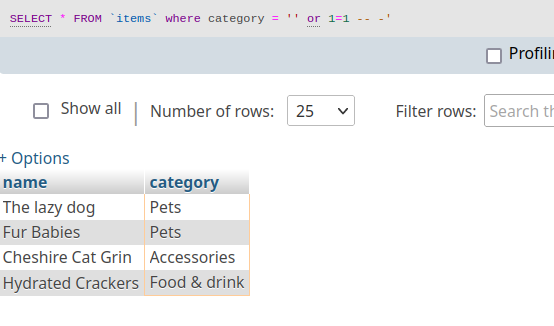 SELECT * FROM `items` where category = '' or 1=1 -- -'
Profili
Show all Number of rows: 25 Filter rows: Search th
+ Options
name category
The lazy dog Pets
Fur Babies Pets
Cheshire Cat Grin Accessories
Hydrated Crackers Food & drink